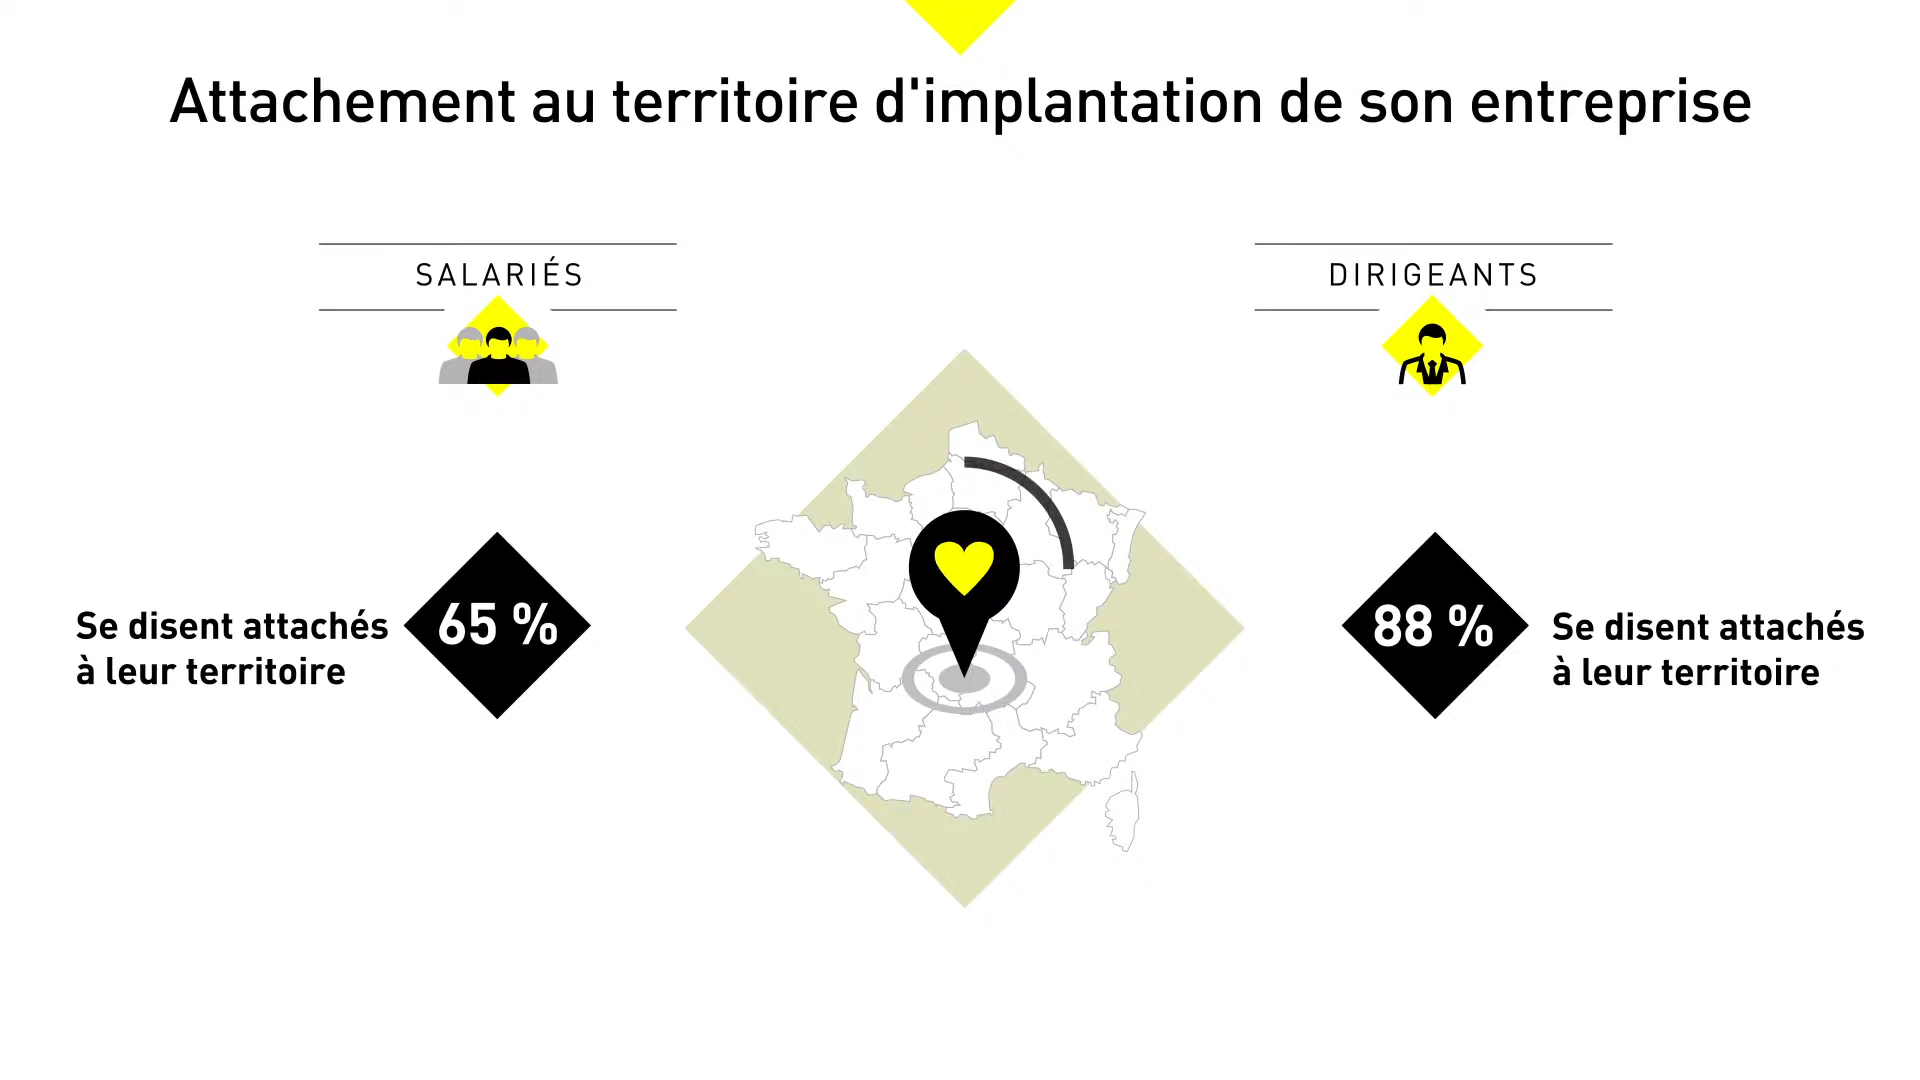 Attachement au territoire d'implantation de son entreprise
SALARIÉS
DIRIGEANTS
Se disent attachés
à leur territoire
65 %
88 %
Se disent attachés
à leur territoire